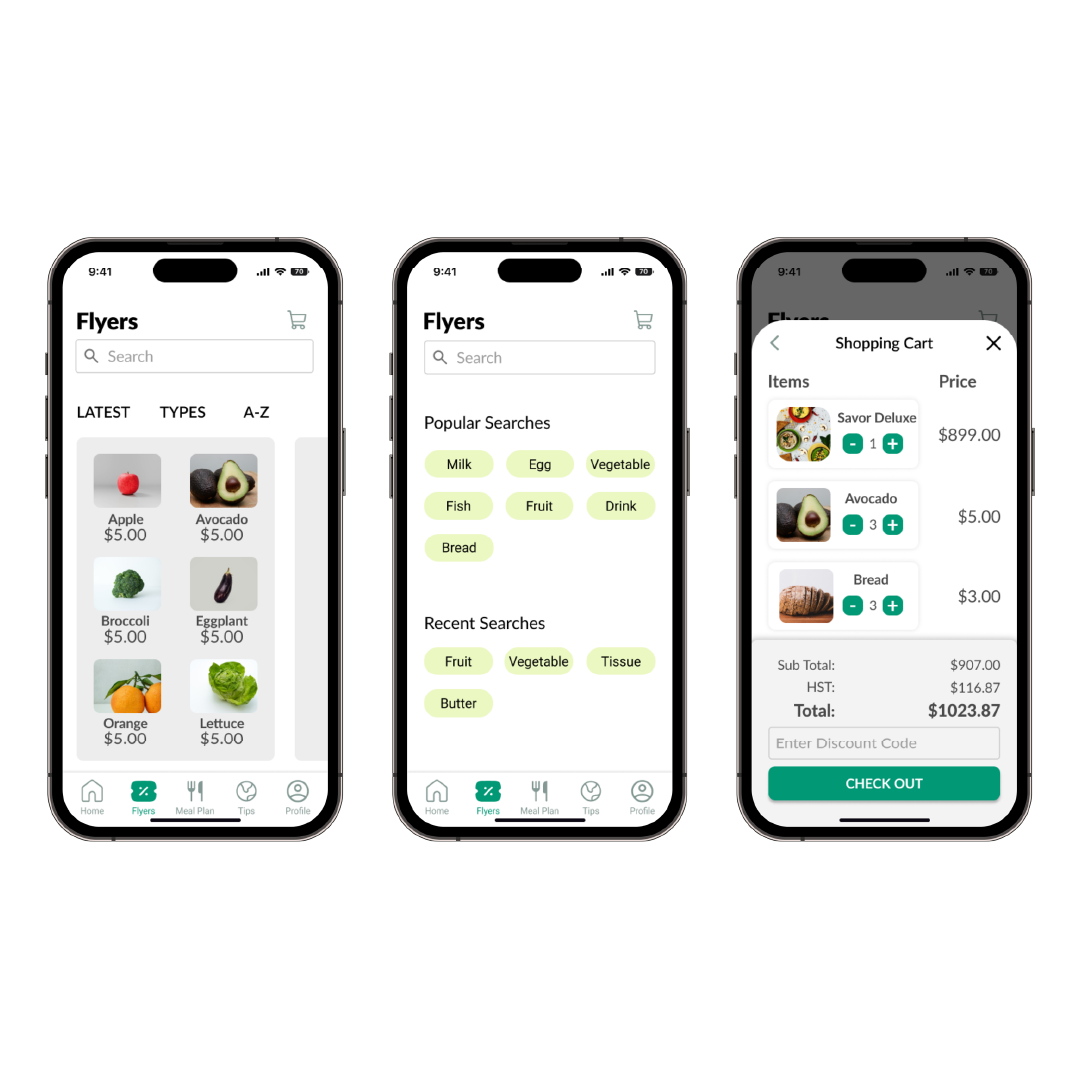 9:41
70
Flyers
Search
LATEST TYPES A-Z
Apple Avocado
$5.00 $5.00
Broccoli Eggplant
$5.00 $5.00
Orange Lettuce
$5.00 $5.00
Home Flyers Meal Plan Tips Profile
9:41
70
Flyers
Search
Popular Searches
Milk Egg Vegetable
Fish Fruit Drink
Bread
Recent Searches
Fruit Vegetable Tissue
Butter
Home Flyers Meal Plan Tips Profile
9:41
70
Flyers
Shopping Cart
Items Price
Savor Deluxe
- 1 + $899.00
Avocado
- 3 + $5.00
Bread
- 3 + $3.00
Sub Total: $907.00
HST: $116.87
Total: $1023.87
Enter Discount Code
CHECK OUT